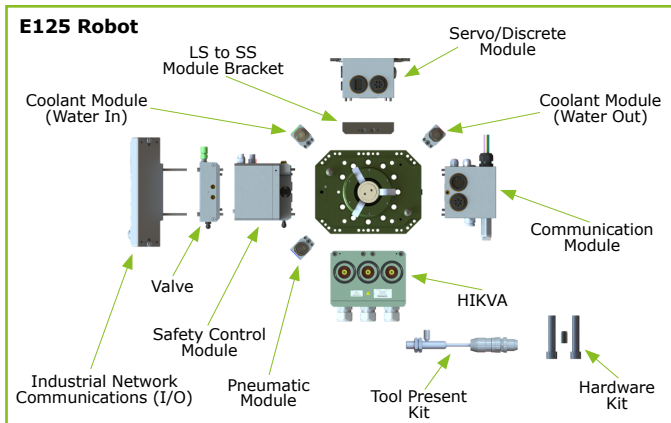 E125 Robot
Servo/Discrete
Module
LS to SS
Module Bracket
Coolant Module
(Water In)
Coolant Module
(Water Out)
Communication
Module
Valve
HIKVA
Safety Control
Module
Industrial Network
Communications (I/O)
Pneumatic
Module
Tool Present
Kit
Hardware
Kit